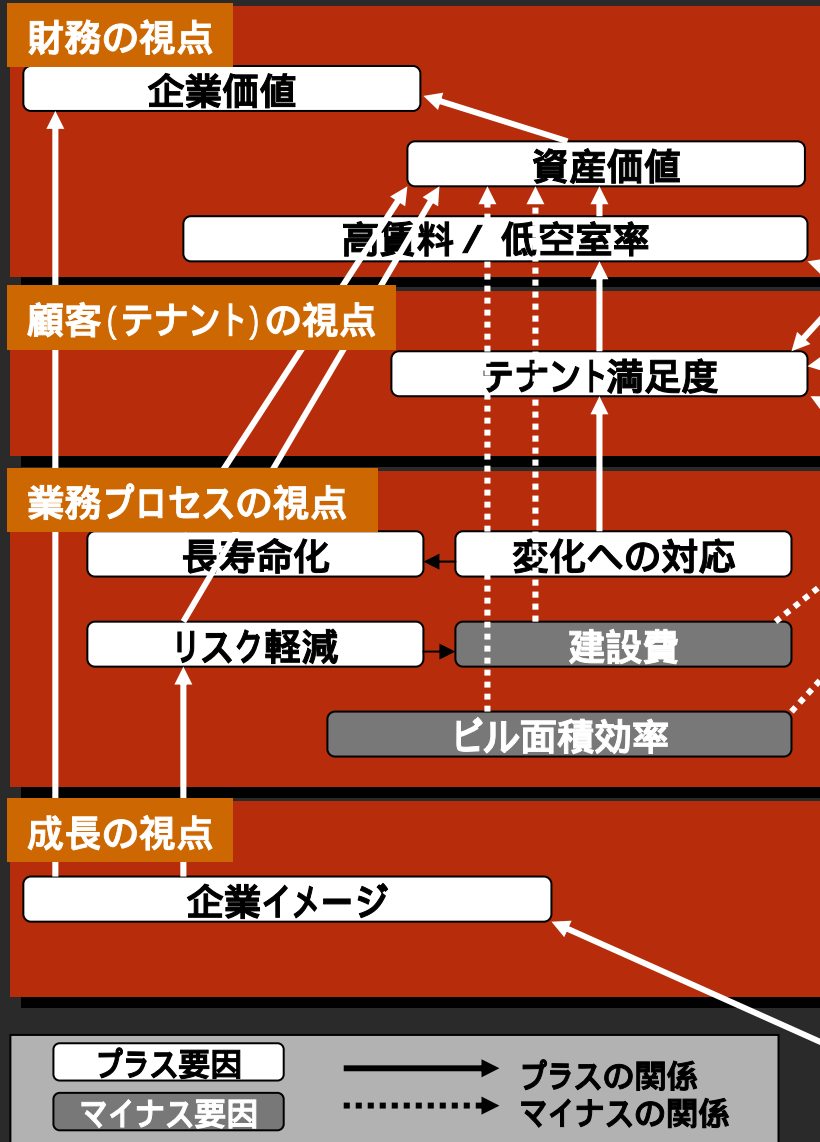 財務の視点
企業価値
資産価値
高賃料 / 低空室率
顧客(テナント)の視点
テナント満足度
業務プロセスの視点
長寿命化
変化への対応
リスク軽減
建設費
ビル面積効率
成長の視点
企業イメージ
プラス要因
プラスの関係
マイナス要因
マイナスの関係